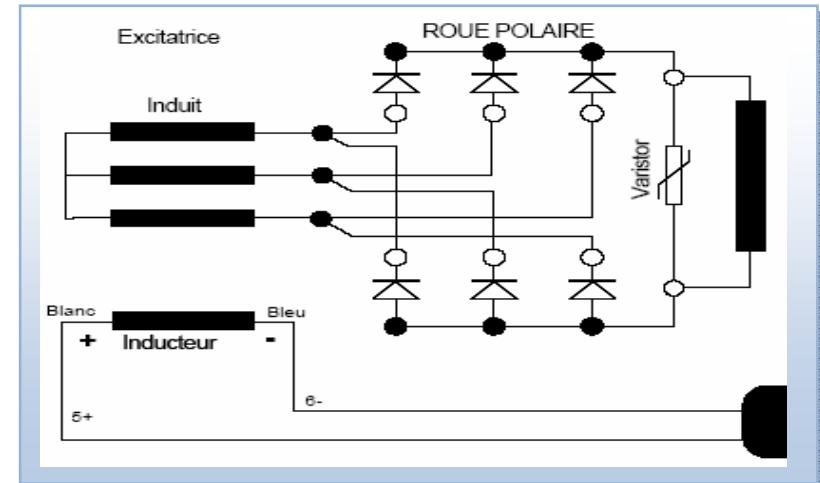 Excitatrice
ROUE POLAIRE
Induit
Varistor
Blanc
Bleu
+
Inducteur
-
6-
5+